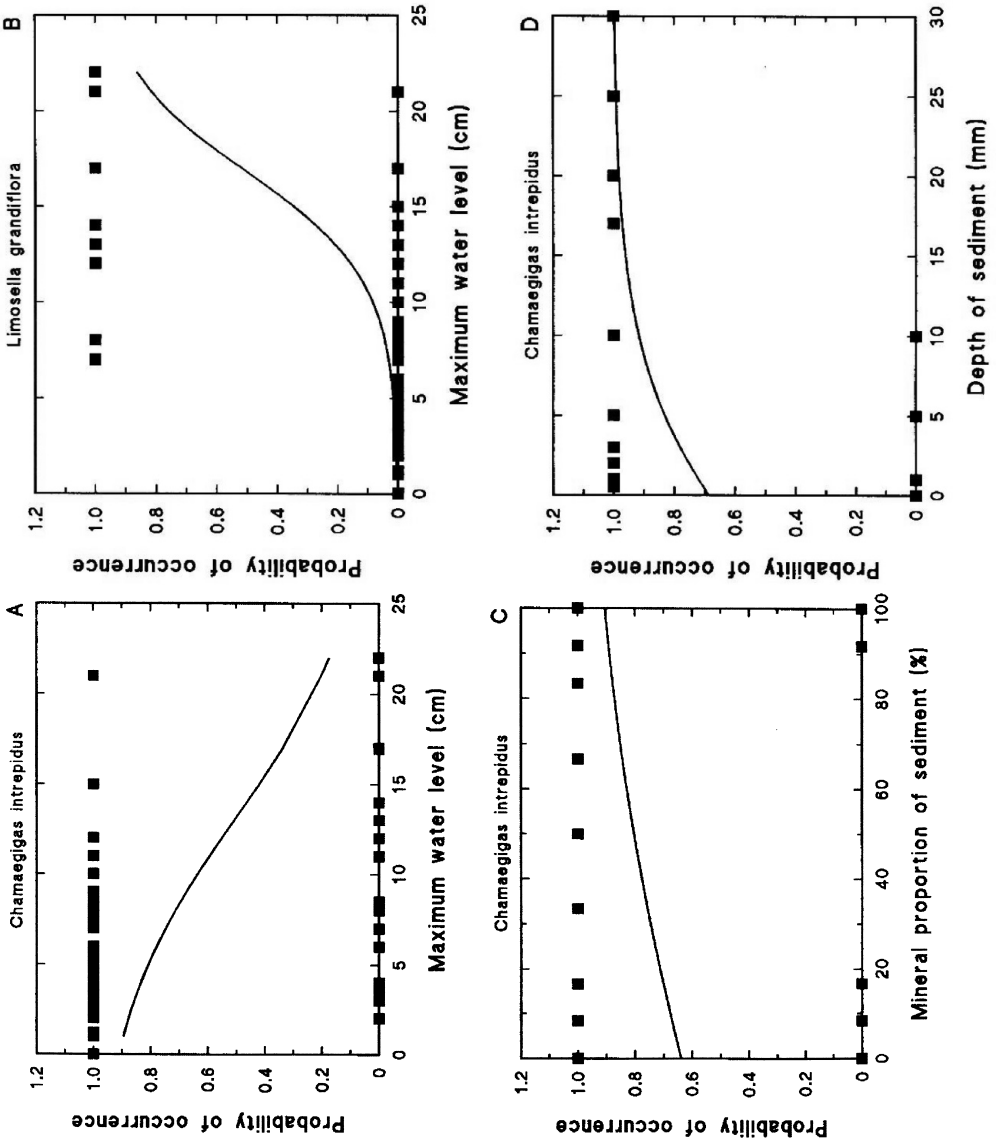 A
Chamaegigas intrepidus
Probability of occurrence
1.2
1.0
0.8
0.6
0.4
0.2
0
0 5 10 15 20 25
Maximum water level (cm)
B
Limosella grandiflora
Probability of occurrence
1.2
1.0
0.8
0.6
0.4
0.2
0
0 5 10 15 20 25
Maximum water level (cm)
C
Chamaegigas intrepidus
Probability of occurrence
1.2
1.0
0.8
0.6
0.4
0.2
0
0 20 40 60 80 100
Mineral proportion of sediment (%)
D
Chamaegigas intrepidus
Probability of occurrence
1.2
1.0
0.8
0.6
0.4
0.2
0
0 5 10 15 20 25 30
Depth of sediment (mm)